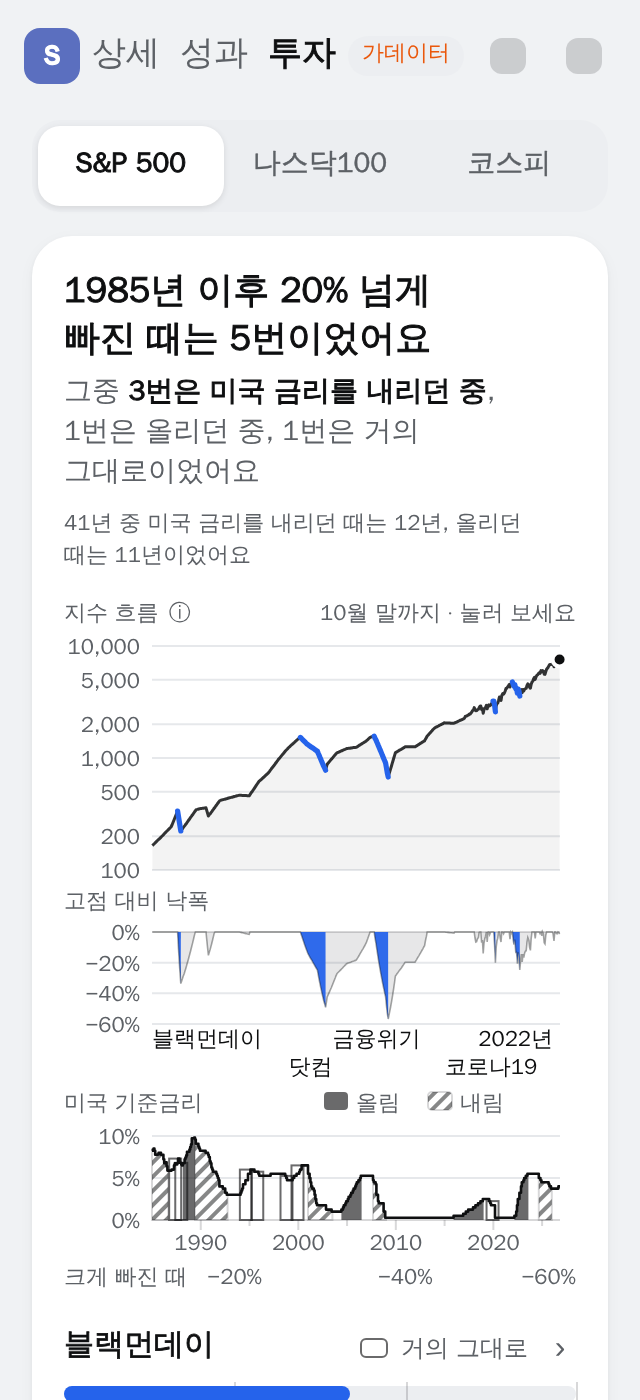 S 상세 성과 투자 가데이터
S&P 500 나스닥100 코스피
1985년 이후 20% 넘게
빠진 때는 5번이었어요
그중 3번은 미국 금리를 내리던 중,
1번은 올리던 중, 1번은 거의
그대로이었어요
41년 중 미국 금리를 내리던 때는 12년, 올리던
때는 11년이었어요
지수 흐름 ⓘ 10월 말까지 · 눌러 보세요
10,000
5,000
2,000
1,000
500
200
100
고점 대비 낙폭
0%
−20%
−40%
−60%
블랙먼데이 금융위기 2022년
닷컴 코로나19
미국 기준금리 올림 내림
10%
5%
0%
1990 2000 2010 2020
크게 빠진 때 −20% −40% −60%
블랙먼데이 거의 그대로 ›